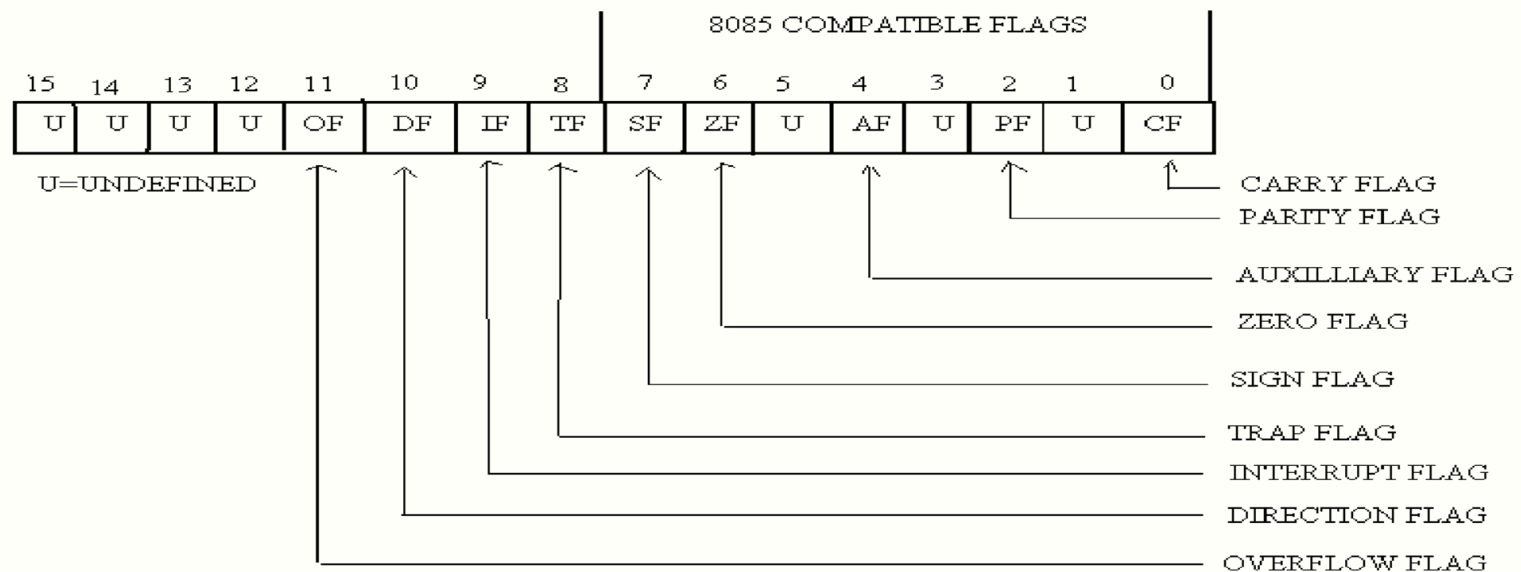 8085 COMPATIBLE FLAGS
15 14 13 12 11 10 9 8 7 6 5 4 3 2 1 0
U U U U OF DF IF TF SF ZF U AF U PF U CF
U=UNDEFINED
CARRY FLAG
PARITY FLAG
AUXILLIARY FLAG
ZERO FLAG
SIGN FLAG
TRAP FLAG
INTERRUPT FLAG
DIRECTION FLAG
OVERFLOW FLAG